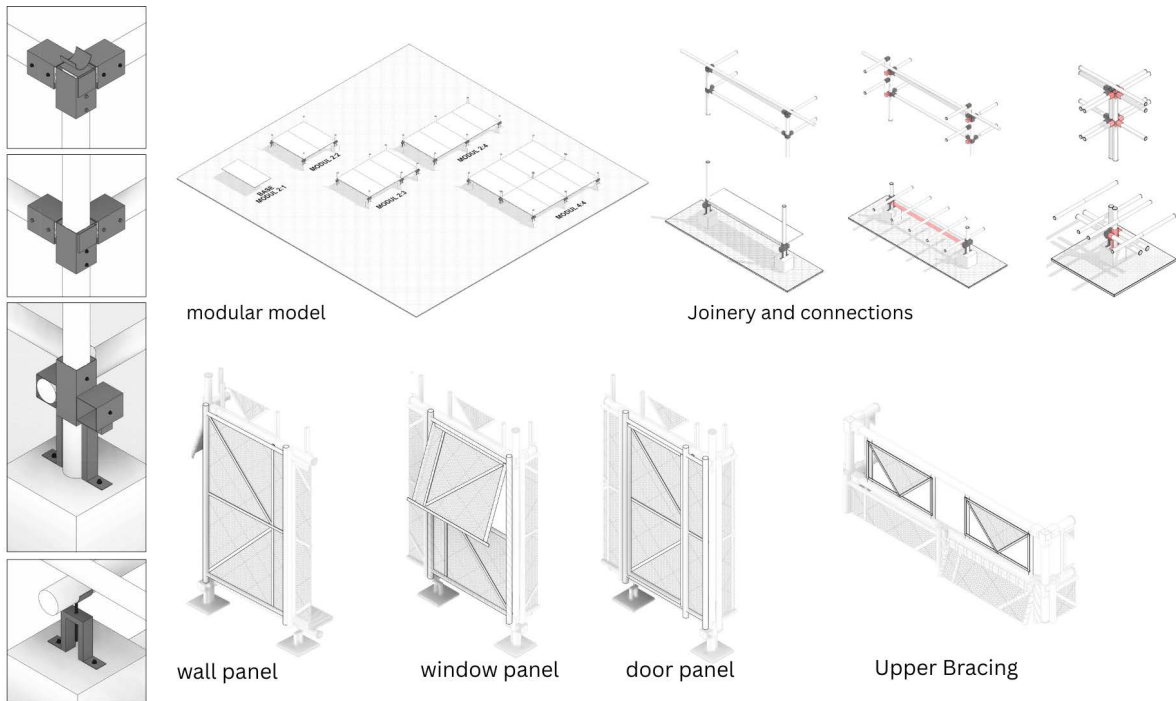 MODUL 2:2
MODUL 2:4
BASE
MODUL 2:1
MODUL 2:3
MODUL 4:4
modular model
Joinery and connections
wall panel
window panel
door panel
Upper Bracing